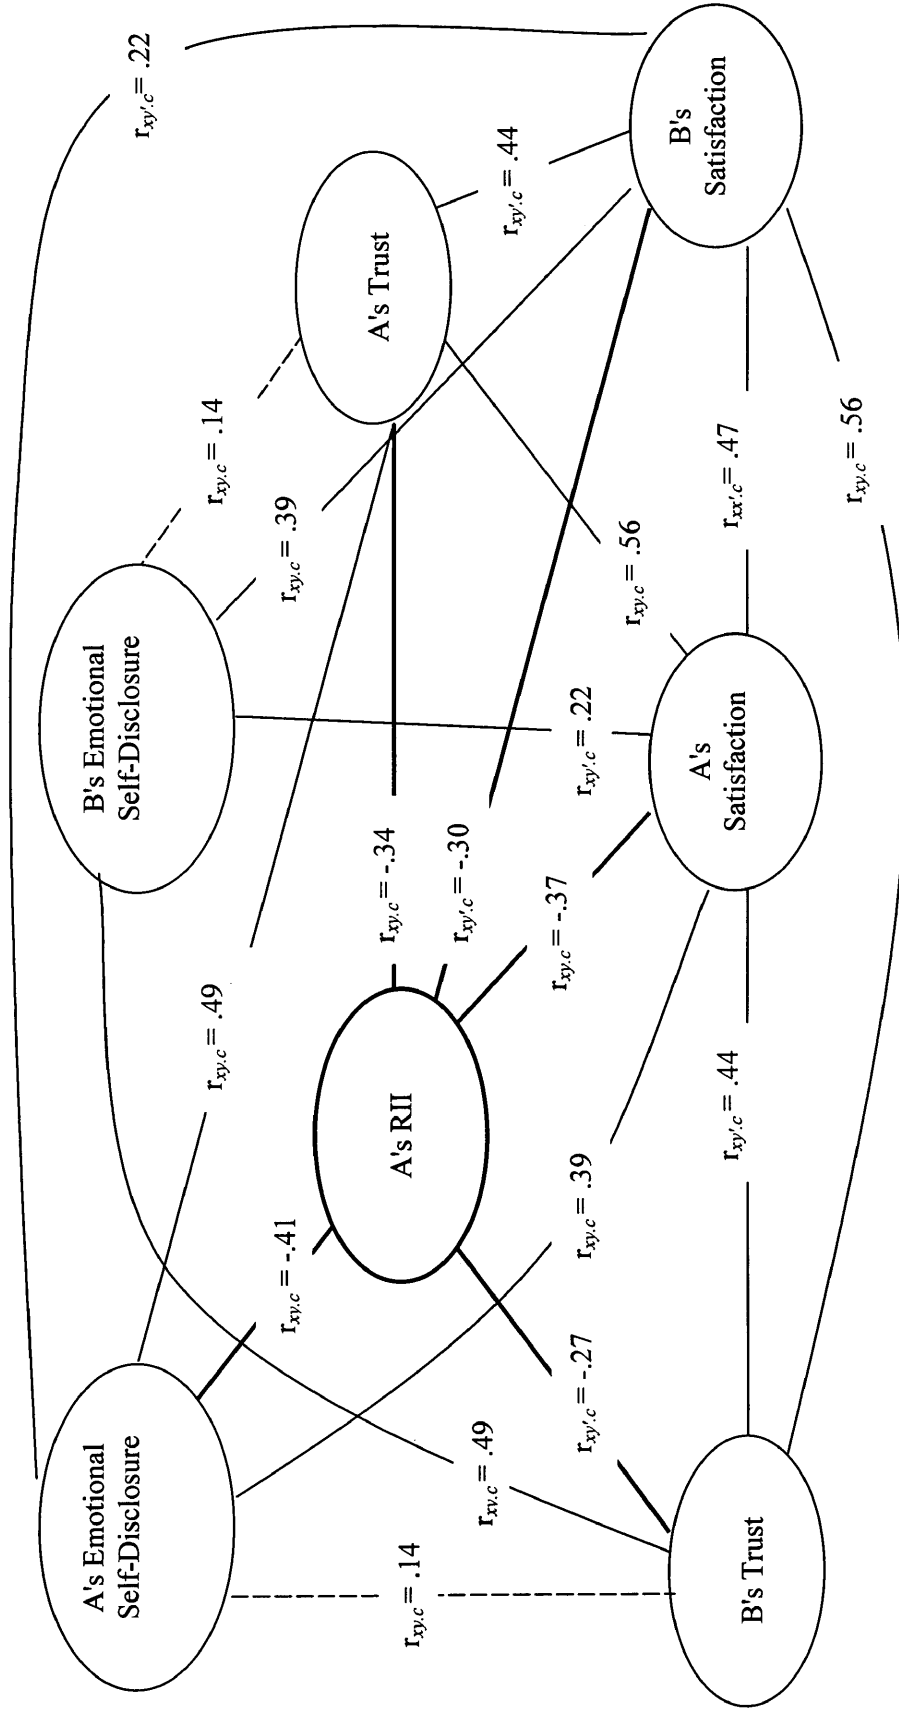 A's Emotional
Self-Disclosure
B's Emotional
Self-Disclosure
r_xy'.c = .22
r_xy.c = .14
r_xy.c = .49
r_xy.c = .39
A's Trust
r_xv.c = -.41
A's RII
r_xy.c = -.34
r_xy'.c = -.30
r_xy'.c = .44
r_xy.c = .14
r_xv.c = .49
r_xy'.c = -.27
r_xy.c = .39
r_xy.c = -.37
r_xy'.c = .22
r_xy.c = .56
B's Trust
r_xy'.c = .44
A's
Satisfaction
r_xx'.c = .47
B's
Satisfaction
r_xy.c = .56